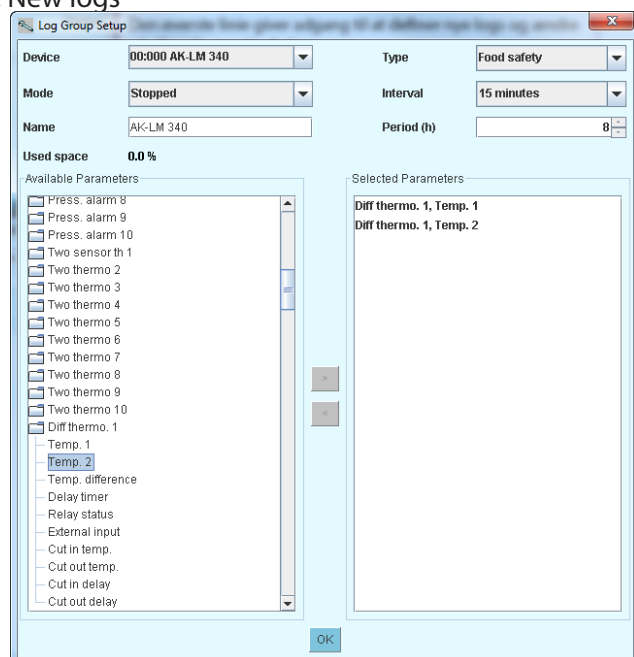 New logs
Log Group Setup
Device 00:000 AK-LM 340 Type Food safety
Mode Stopped Interval 15 minutes
Name AK-LM 340 Period (h) 8
Used space 0.0 %
Available Parameters
Press. alarm 8
Press. alarm 9
Press. alarm 10
Two sensor th 1
Two thermo 2
Two thermo 3
Two thermo 4
Two thermo 5
Two thermo 6
Two thermo 7
Two thermo 8
Two thermo 9
Two thermo 10
Diff thermo. 1
Temp. 1
Temp. 2
Temp. difference
Delay timer
Relay status
External input
Cut in temp.
Cut out temp.
Cut in delay
Cut out delay
>
<
Selected Parameters
Diff thermo. 1, Temp. 1
Diff thermo. 1, Temp. 2
OK